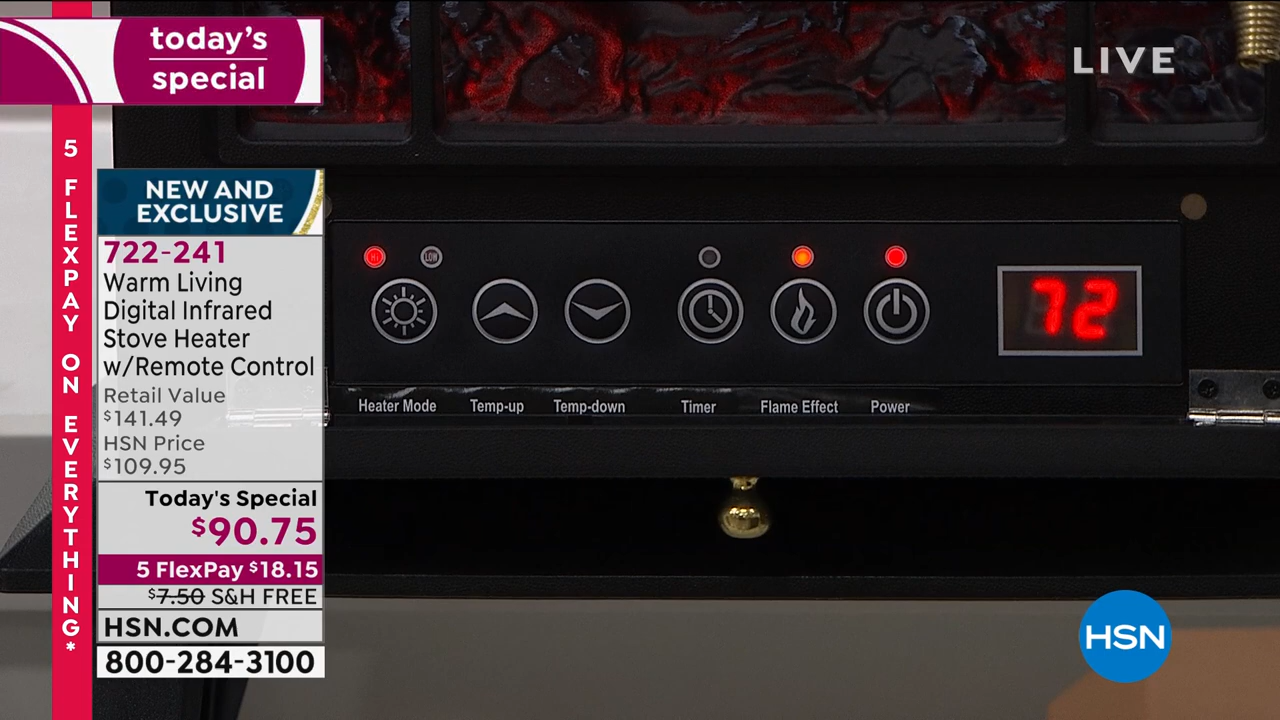 today's
special
LIVE
5 FLEXPAY ON EVERYTHING*
NEW AND
EXCLUSIVE
722-241
Warm Living
Digital Infrared
Stove Heater
w/Remote Control
Retail Value
$141.49
HSN Price
$109.95
Today's Special
$90.75
5 FlexPay $18.15
$7.50 S&H FREE
HSN.COM
800-284-3100
HI LOW
72
Heater Mode Temp-up Temp-down Timer Flame Effect Power
HSN